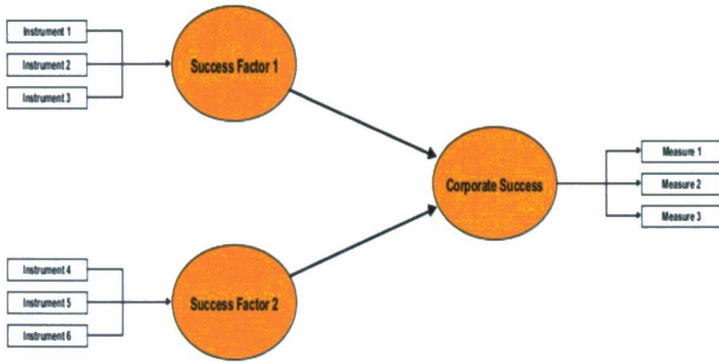 Instrument 1
Instrument 2
Instrument 3
Success Factor 1
Corporate Success
Measure 1
Measure 2
Measure 3
Instrument 4
Instrument 5
Instrument 6
Success Factor 2